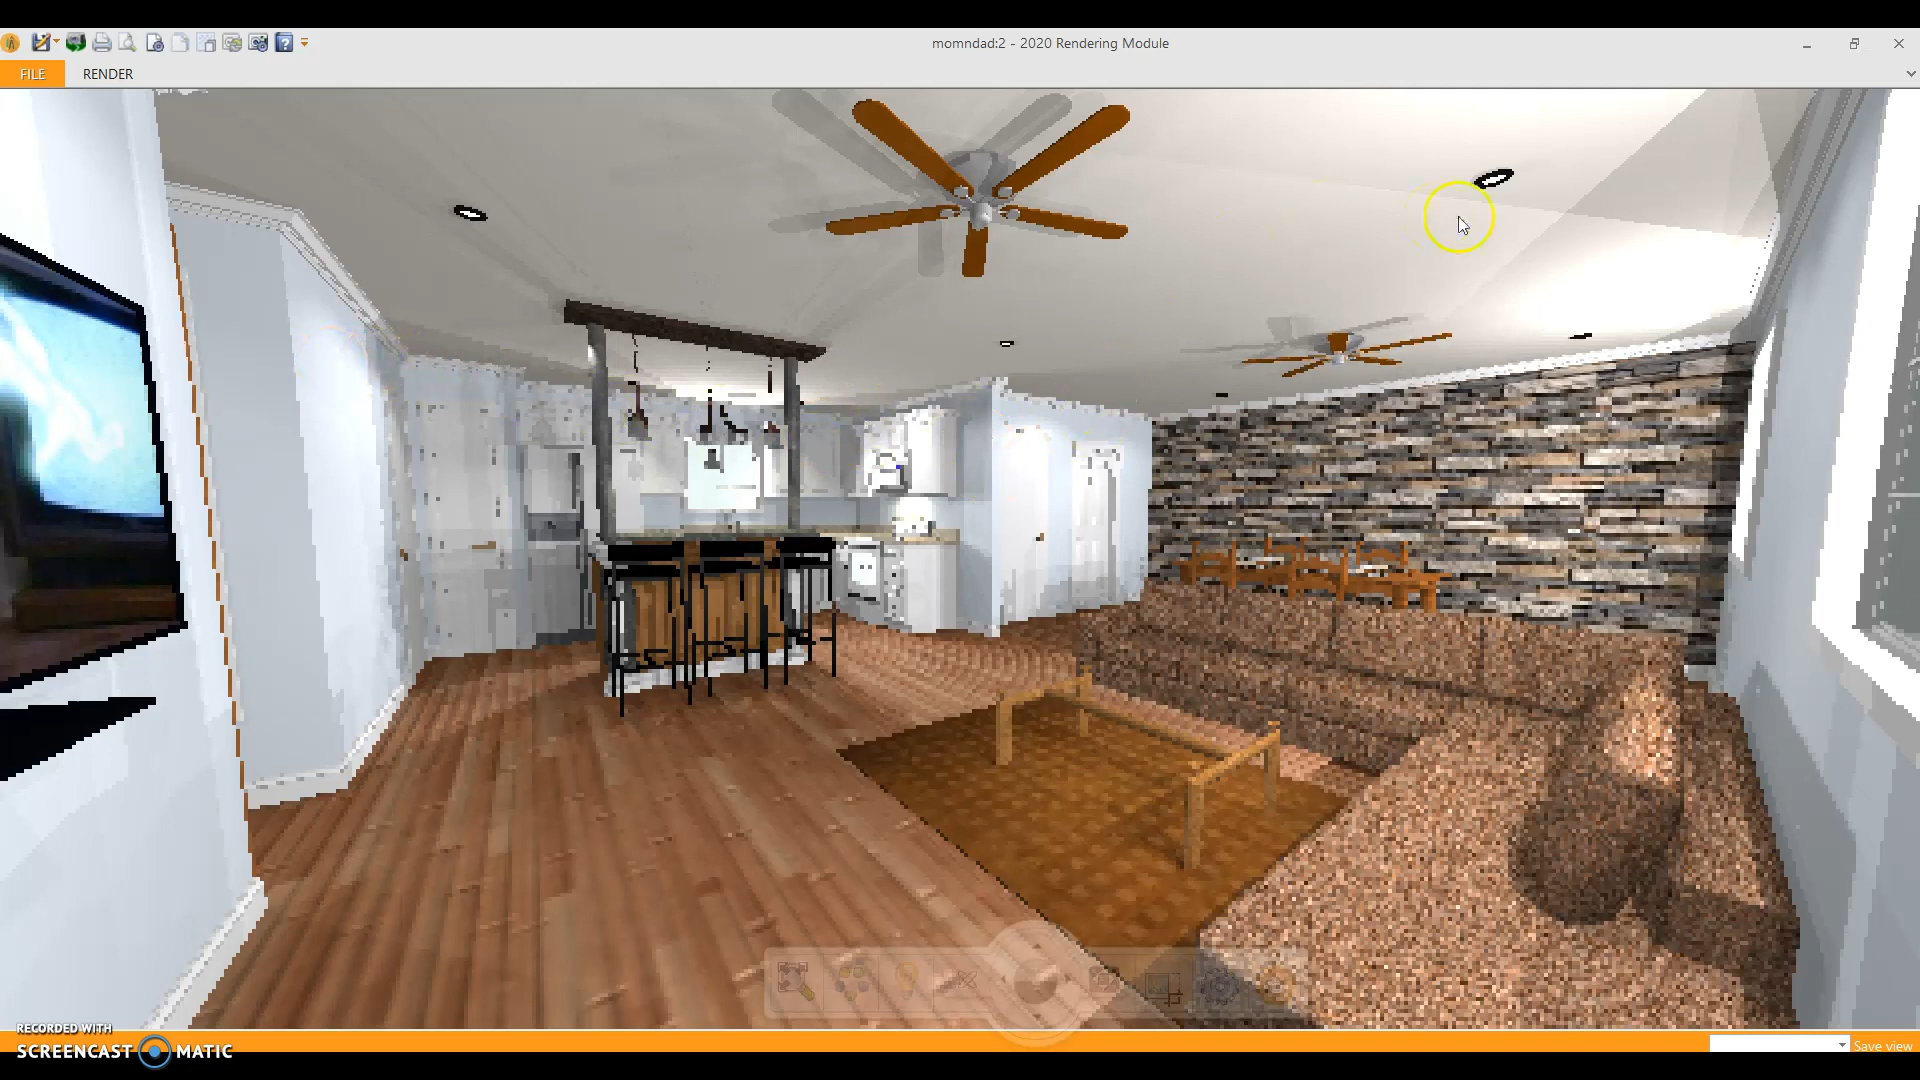 momndad:2 - 2020 Rendering Module
FILE
RENDER
RECORDED WITH
SCREENCAST MATIC
Save view